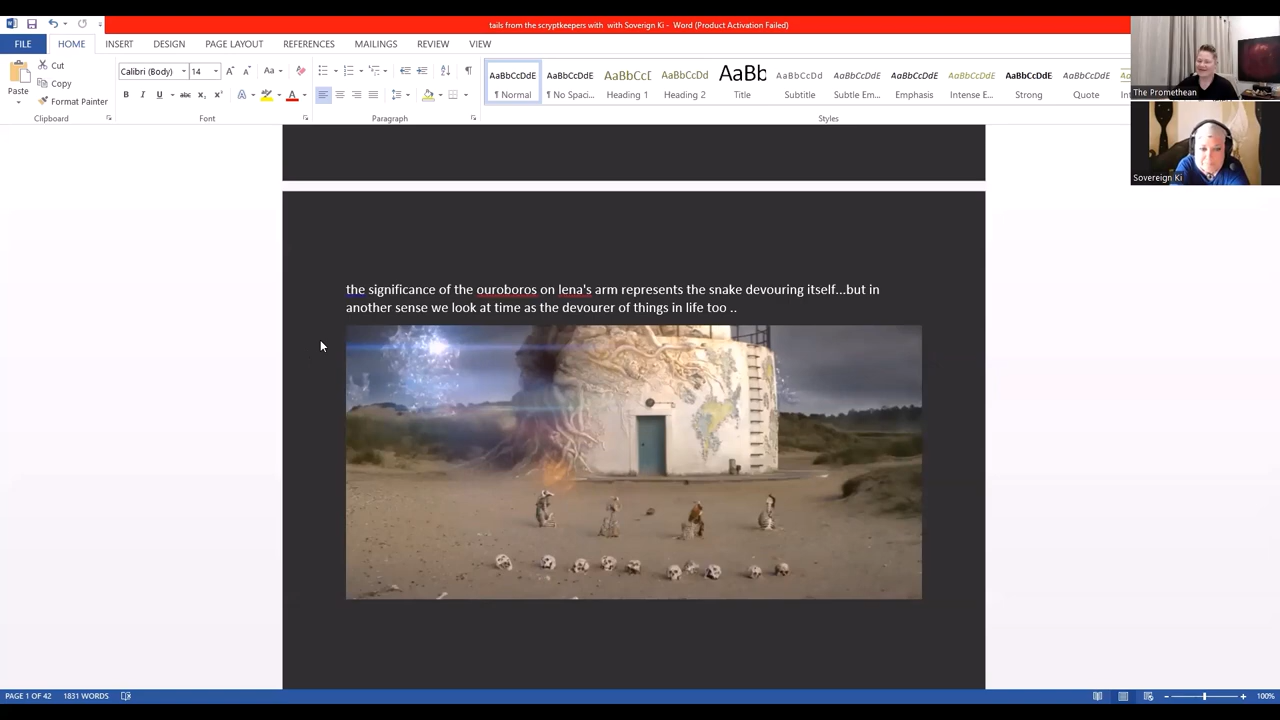 tails from the scryptkeepers with  with Soverign Ki -  Word (Product Activation Failed)
FILE HOME INSERT DESIGN PAGE LAYOUT REFERENCES MAILINGS REVIEW VIEW
Paste Cut Copy Format Painter
Calibri (Body) 14 Aa
B I U abc x₂ x² A A
AaBbCcDdE AaBbCcDdE AaBbC AaBbCcDd AaBb AaBbCcDd AaBbCcDdE AaBbCcDdE AaBbCcDdE AaBbCcDdE AaBbCcDdE
¶ Normal ¶ No Spaci... Heading 1 Heading 2 Title Subtitle Subtle Em... Emphasis Intense E... Strong Quote
Clipboard Font Paragraph Styles
The Promethean
Sovereign Ki
the significance of the ouroboros on lena's arm represents the snake devouring itself...but in
another sense we look at time as the devourer of things in life too ..
PAGE 1 OF 42 1831 WORDS 100%